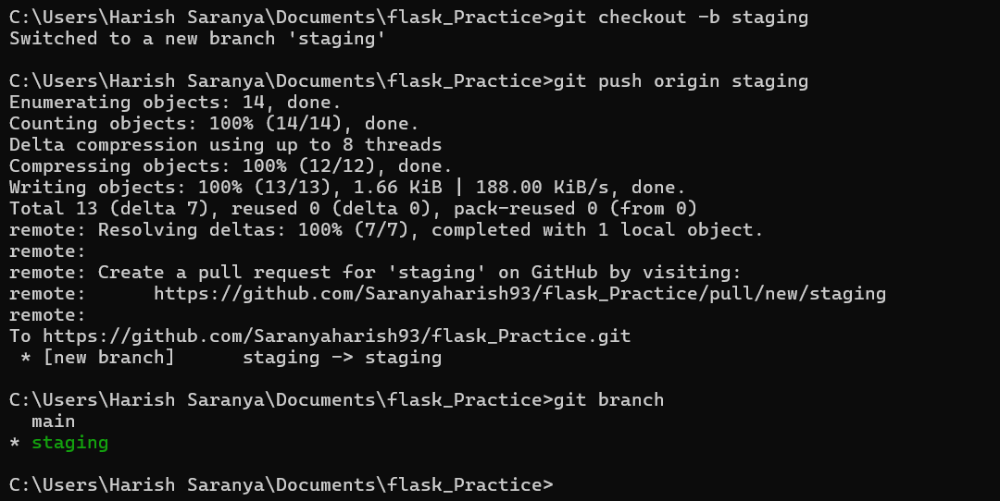 C:\Users\Harish Saranya\Documents\flask_Practice>git checkout -b staging
Switched to a new branch 'staging'
C:\Users\Harish Saranya\Documents\flask_Practice>git push origin staging
Enumerating objects: 14, done.
Counting objects: 100% (14/14), done.
Delta compression using up to 8 threads
Compressing objects: 100% (12/12), done.
Writing objects: 100% (13/13), 1.66 KiB | 188.00 KiB/s, done.
Total 13 (delta 7), reused 0 (delta 0), pack-reused 0 (from 0)
remote: Resolving deltas: 100% (7/7), completed with 1 local object.
remote:
remote: Create a pull request for 'staging' on GitHub by visiting:
remote:      https://github.com/Saranyaharish93/flask_Practice/pull/new/staging
remote:
To https://github.com/Saranyaharish93/flask_Practice.git
 * [new branch]      staging -> staging
C:\Users\Harish Saranya\Documents\flask_Practice>git branch
  main
* staging
C:\Users\Harish Saranya\Documents\flask_Practice>